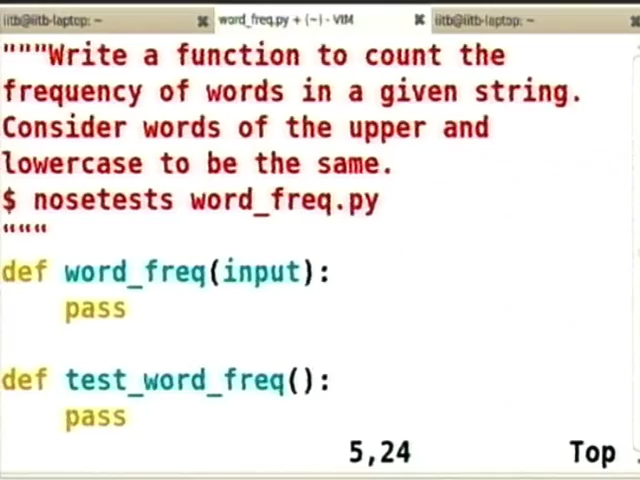 iitb@iitb-laptop: ~ ✖ word_freq.py + (~) - VIM ✖ iitb@iitb-laptop: ~ ✖
"""Write a function to count the
frequency of words in a given string.
Consider words of the upper and
lowercase to be the same.
$ nosetests word_freq.py
"""
def word_freq(input):
    pass
def test_word_freq():
    pass
5,24 Top